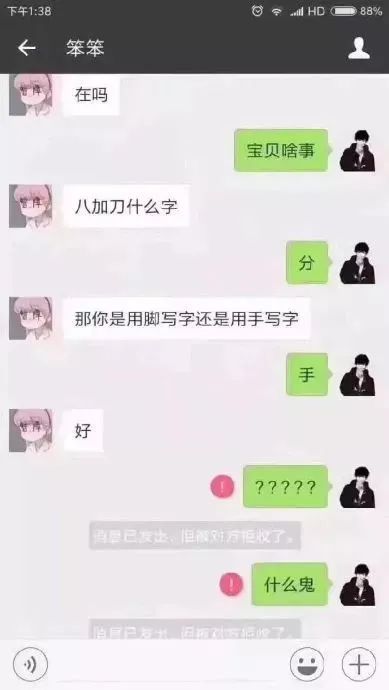 下午1:38
HD
88%
笨笨
在吗
宝贝啥事
八加刀什么字
分
那你是用脚写字还是用手写字
手
好
?????
消息已发出，但被对方拒收了。
什么鬼
消息已发出，但被对方拒收了。